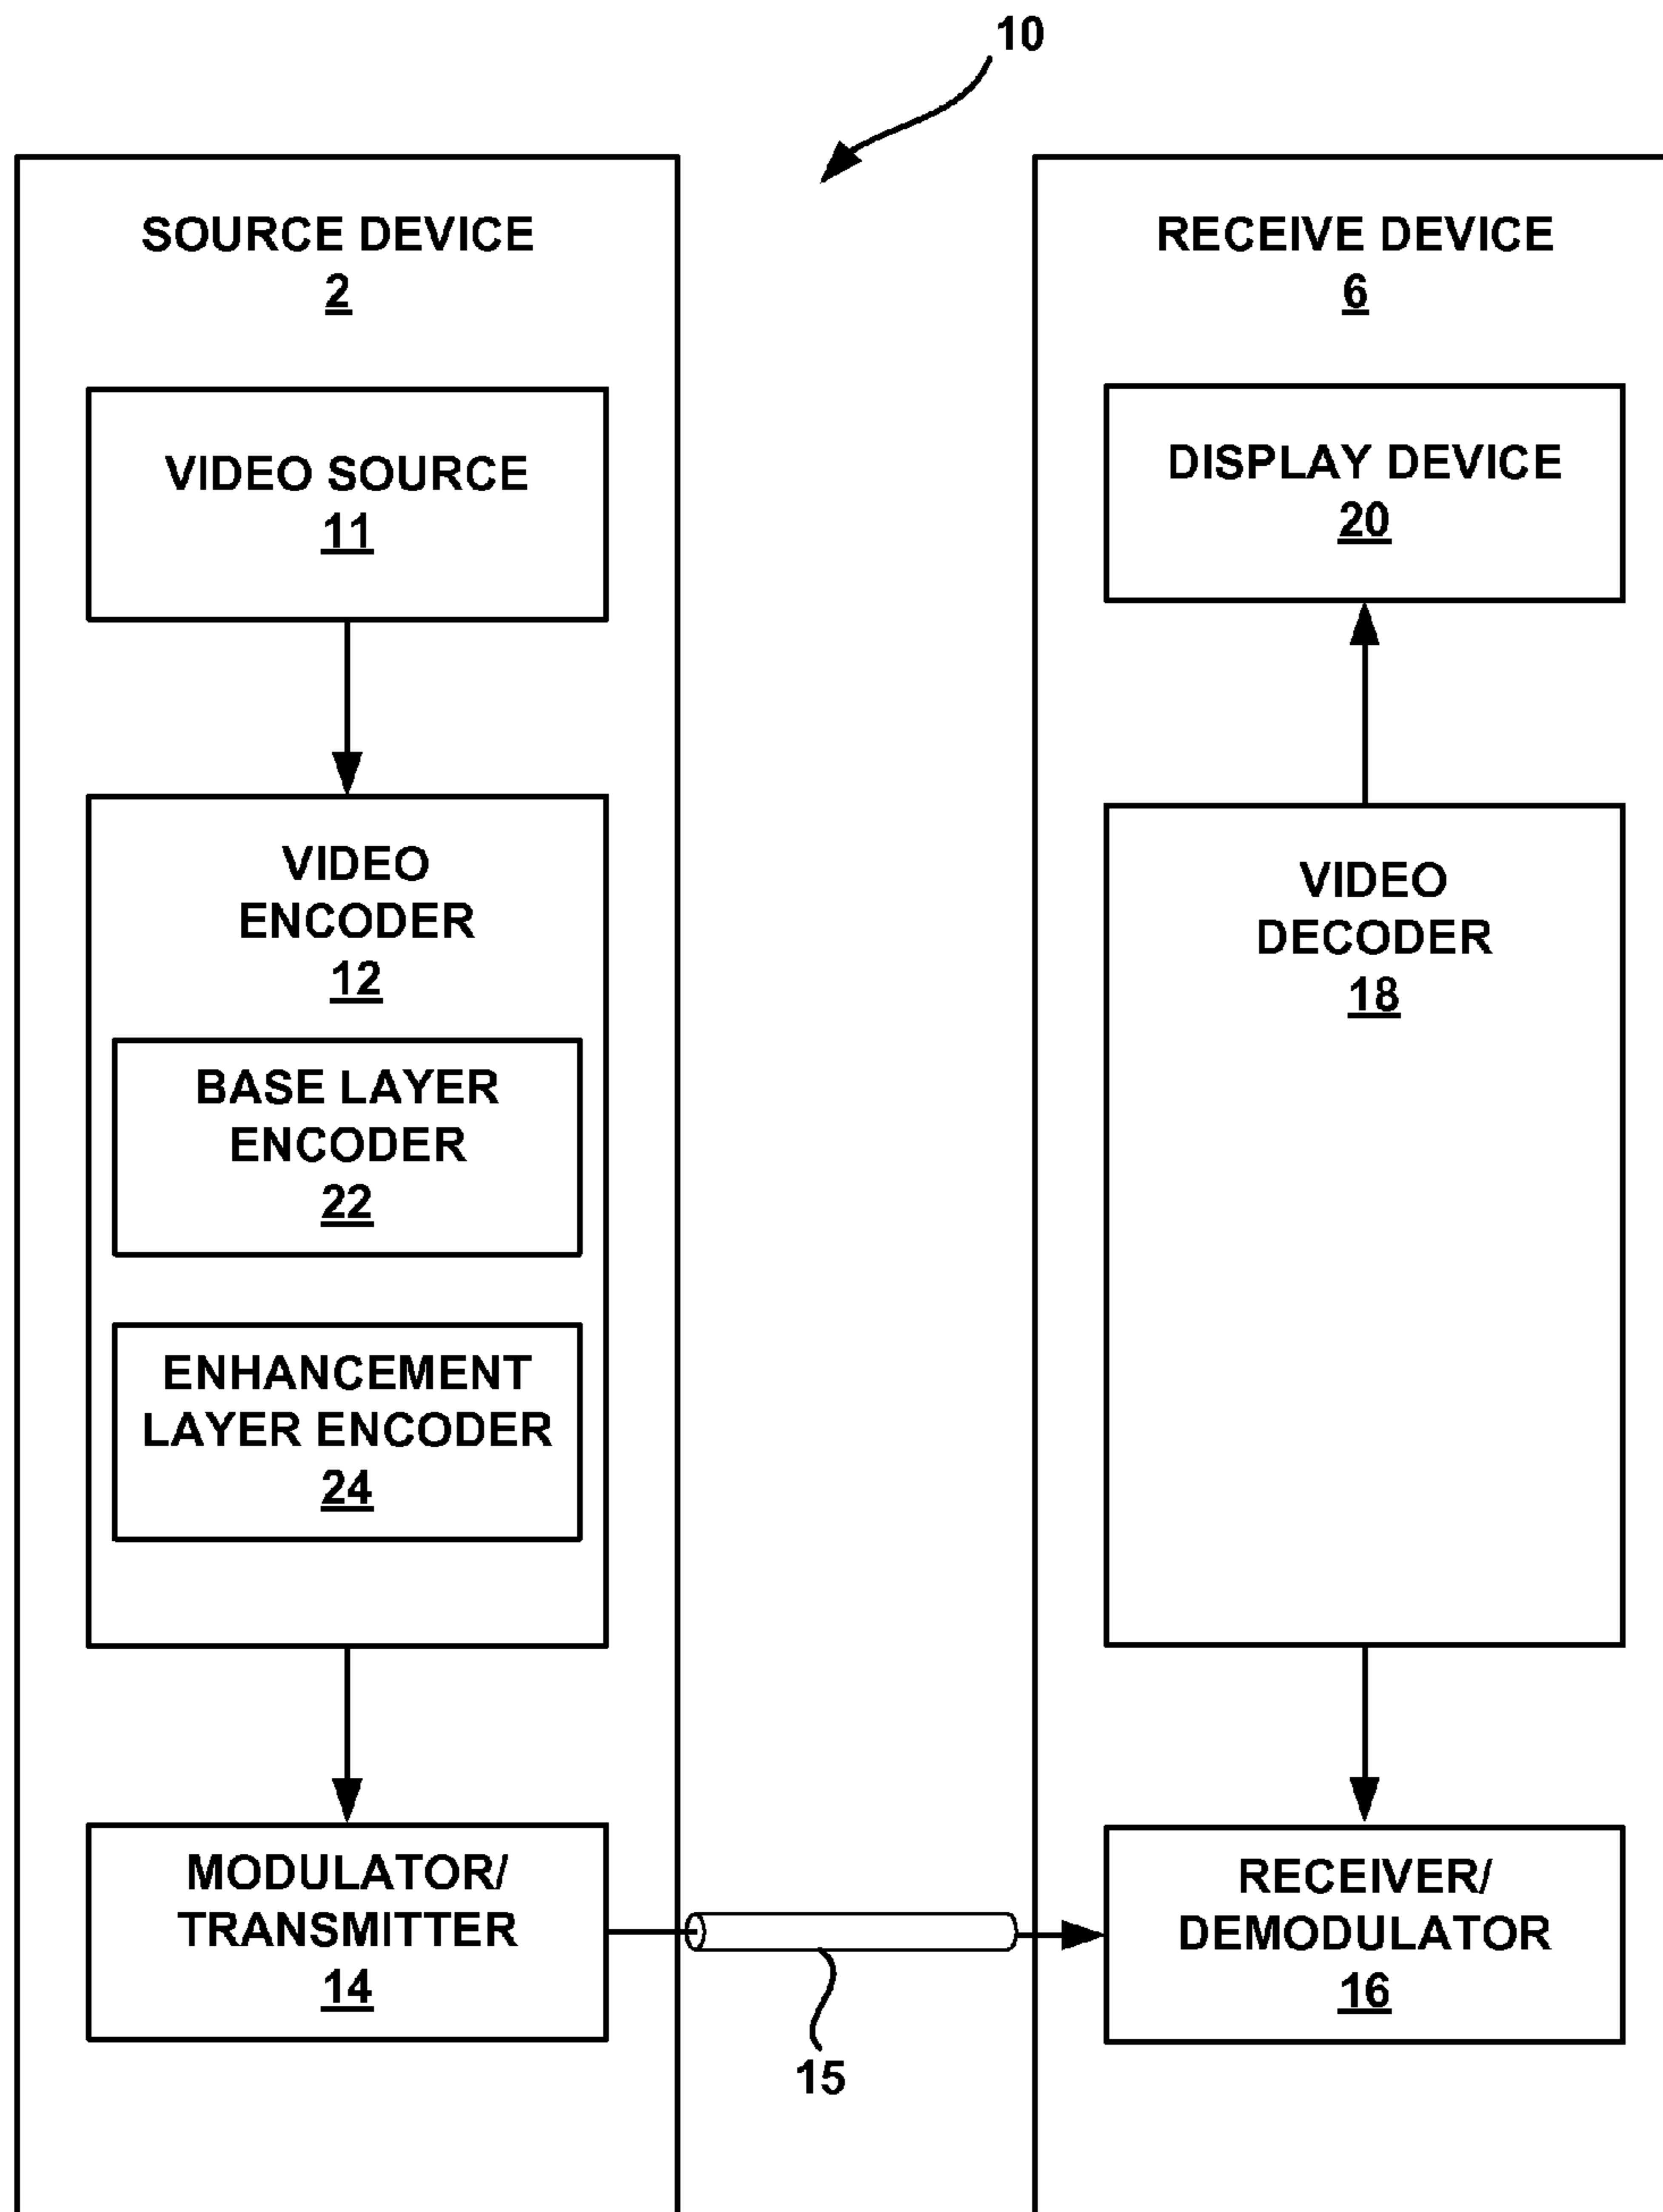 10
SOURCE DEVICE
2
VIDEO SOURCE
11
VIDEO
ENCODER
12
BASE LAYER
ENCODER
22
ENHANCEMENT
LAYER ENCODER
24
MODULATOR/
TRANSMITTER
14
15
RECEIVE DEVICE
6
DISPLAY DEVICE
20
VIDEO
DECODER
18
RECEIVER/
DEMODULATOR
16